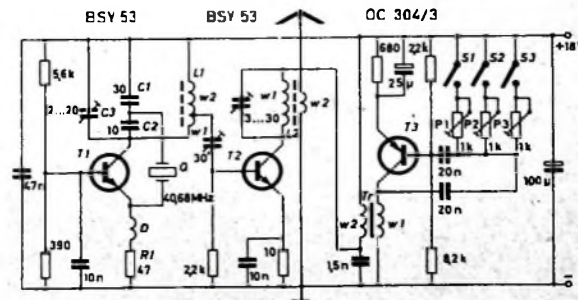 BSY 53 BSY 53 OC 304/3
+18V
5,6k 30 C1 L1 w2 w1 w2 680 25µ 2,2k S1 S2 S3
2...20 C3 10 C2 w1 3...30 L2 P1 P2 P3
T1 30 T2 T3 1k 1k 1k
47n Q 20n 100µ
40,68MHz 20n
D w2 Tr w1
390 10n R1 47 2,2k 10n 10 1,5n 8,2k
-